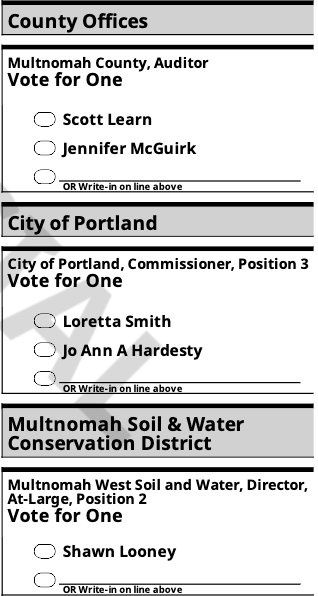 County Offices
Multnomah County, Auditor
Vote for One
Scott Learn
Jennifer McGuirk
OR Write-in on line above
City of Portland
City of Portland, Commissioner, Position 3
Vote for One
Loretta Smith
Jo Ann A Hardesty
OR Write-in on line above
Multnomah Soil & Water
Conservation District
Multnomah West Soil and Water, Director,
At-Large, Position 2
Vote for One
Shawn Looney
OR Write-in on line above